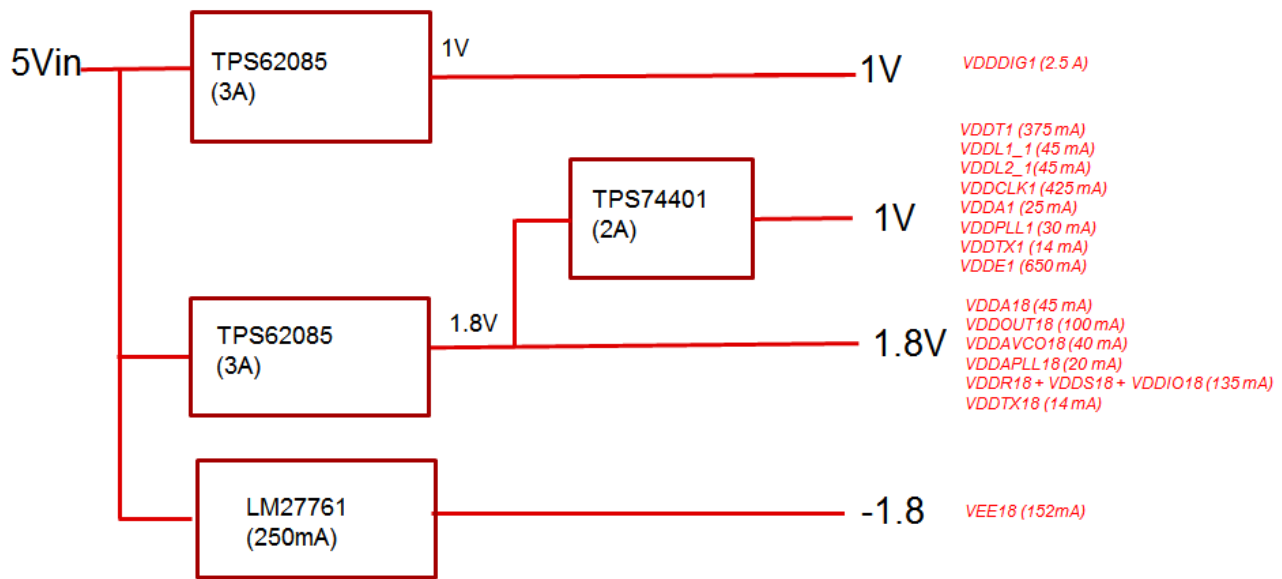 5Vin
TPS62085
(3A)
1V
1V
VDDDIG1 (2.5 A)
TPS74401
(2A)
1V
VDDT1 (375 mA)
VDDL1_1 (45 mA)
VDDL2_1 (45 mA)
VDDCLK1 (425 mA)
VDDA1 (25 mA)
VDDPLL1 (30 mA)
VDDTX1 (14 mA)
VDDE1 (650 mA)
TPS62085
(3A)
1.8V
1.8V
VDDA18 (45 mA)
VDDOUT18 (100 mA)
VDDAVCO18 (40 mA)
VDDAPLL18 (20 mA)
VDDR18 + VDDS18 + VDDIO18 (135 mA)
VDDTX18 (14 mA)
LM27761
(250mA)
-1.8
VEE18 (152mA)